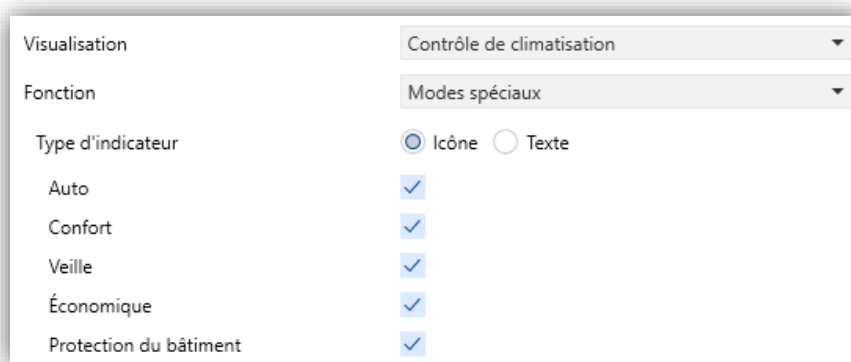 Visualisation Contrôle de climatisation
Fonction Modes spéciaux
Type d'indicateur Icône Texte
Auto
Confort
Veille
Économique
Protection du bâtiment